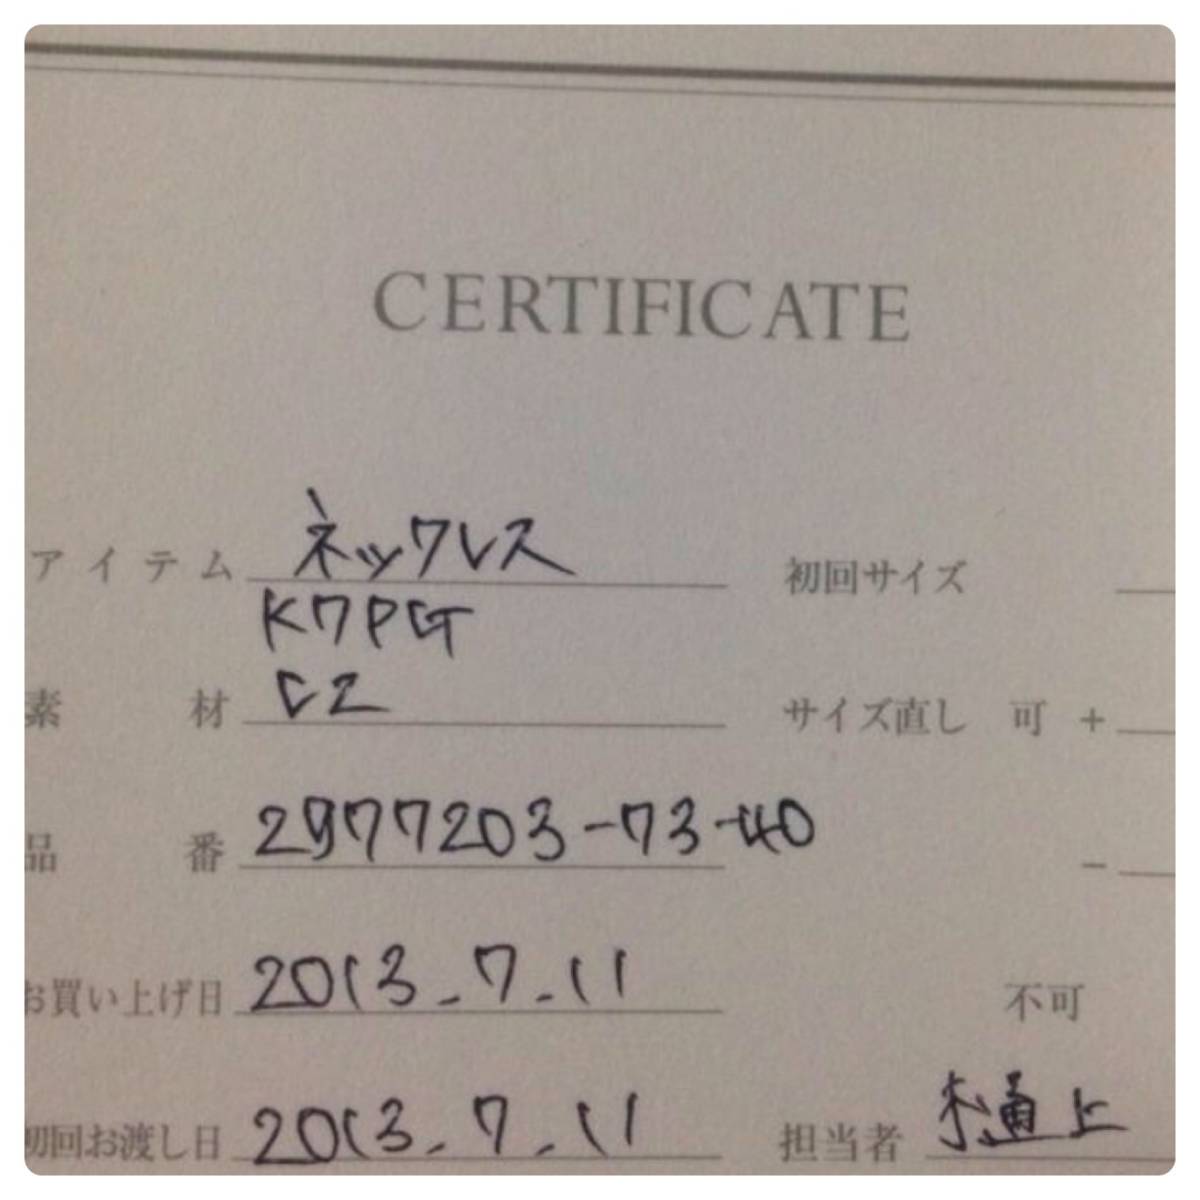 CERTIFICATE
アイテム ネックレス 初回サイズ
K7PG
素材 CZ サイズ直し 可 +
品番 2977203-73-40 -
お買い上げ日 2013.7.11 不可
初回お渡し日 2013.7.11 担当者 樋上